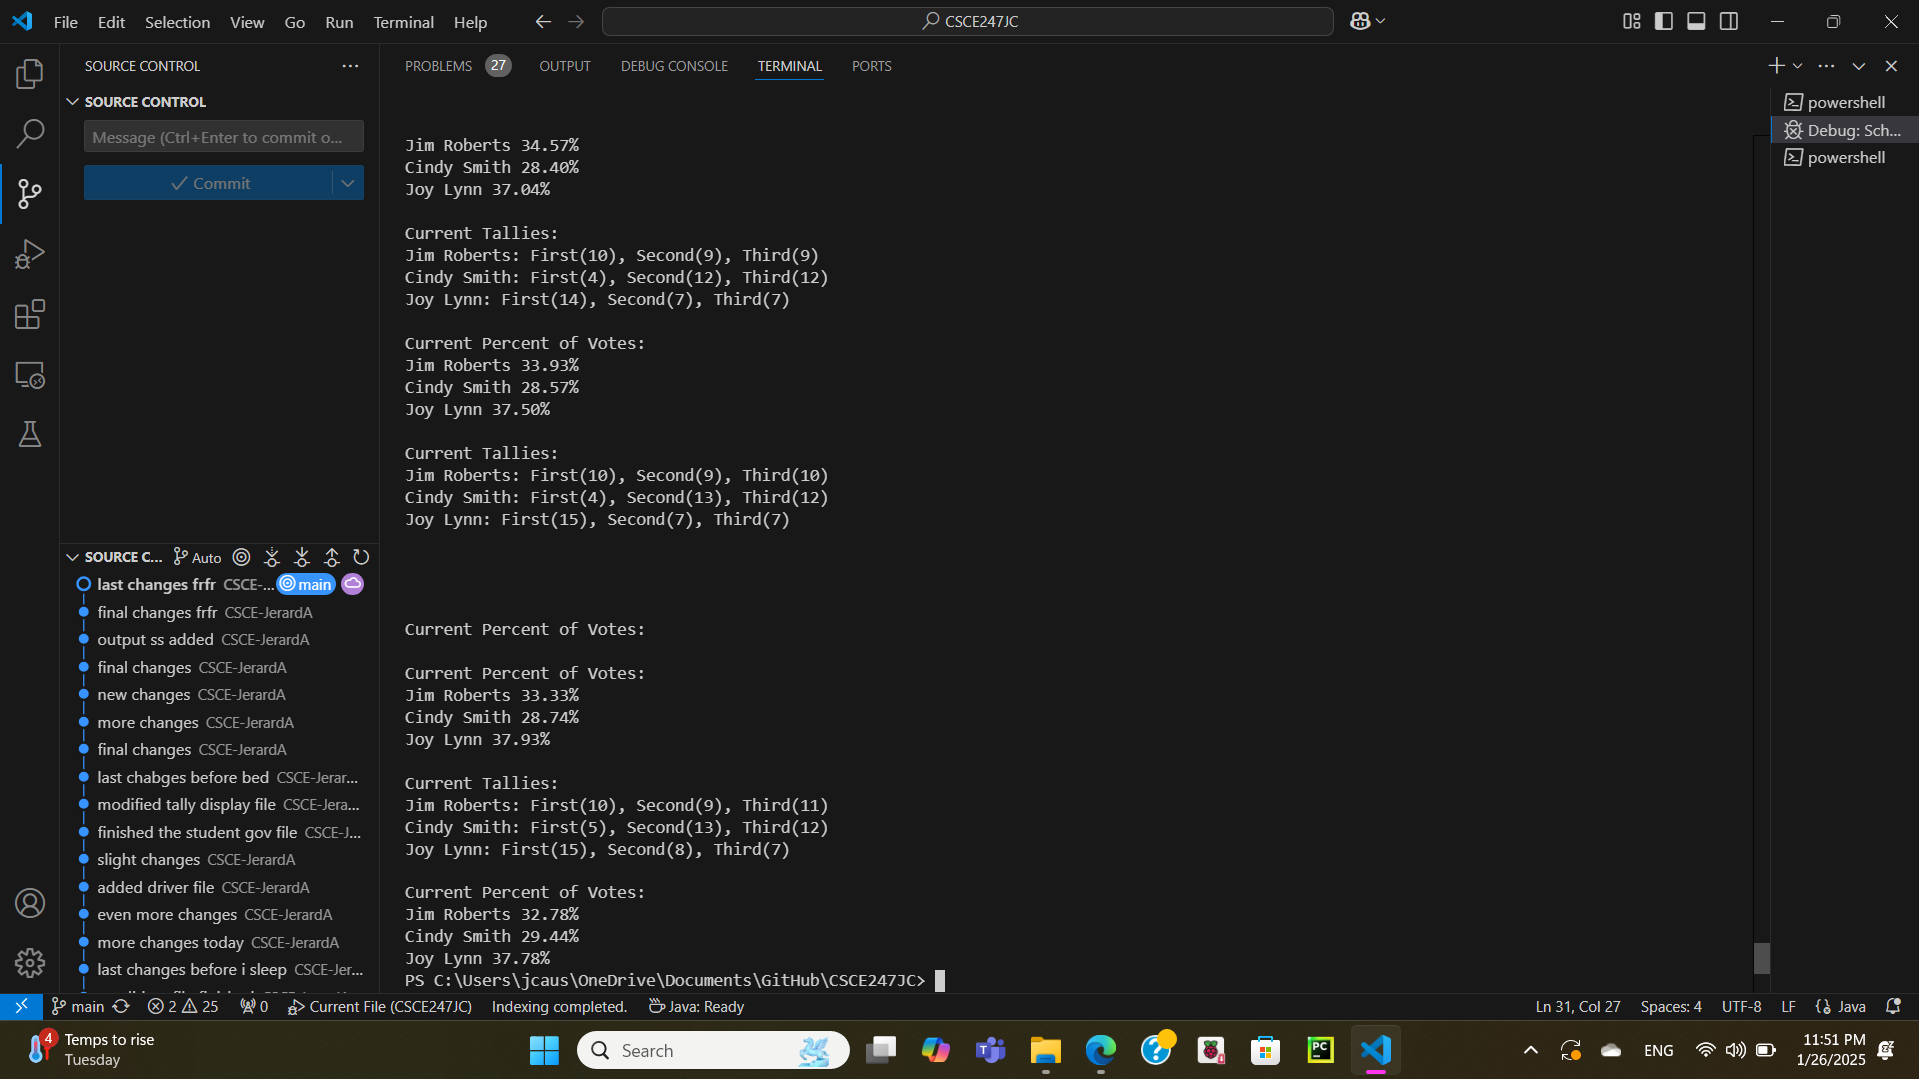 File Edit Selection View Go Run Terminal Help
CSCE247JC
SOURCE CONTROL
SOURCE CONTROL
Message (Ctrl+Enter to commit o...
Commit
SOURCE C...
Auto
last changes frfr CSCE-... main
final changes frfr CSCE-JerardA
output ss added CSCE-JerardA
final changes CSCE-JerardA
new changes CSCE-JerardA
more changes CSCE-JerardA
final changes CSCE-JerardA
last chabges before bed CSCE-Jerar...
modified tally display file CSCE-Jera...
finished the student gov file CSCE-J...
slight changes CSCE-JerardA
added driver file CSCE-JerardA
even more changes CSCE-JerardA
more changes today CSCE-JerardA
last changes before i sleep CSCE-Jer...
PROBLEMS 27 OUTPUT DEBUG CONSOLE TERMINAL PORTS
Jim Roberts 34.57%
Cindy Smith 28.40%
Joy Lynn 37.04%
Current Tallies:
Jim Roberts: First(10), Second(9), Third(9)
Cindy Smith: First(4), Second(12), Third(12)
Joy Lynn: First(14), Second(7), Third(7)
Current Percent of Votes:
Jim Roberts 33.93%
Cindy Smith 28.57%
Joy Lynn 37.50%
Current Tallies:
Jim Roberts: First(10), Second(9), Third(10)
Cindy Smith: First(4), Second(13), Third(12)
Joy Lynn: First(15), Second(7), Third(7)
Current Percent of Votes:
Current Percent of Votes:
Jim Roberts 33.33%
Cindy Smith 28.74%
Joy Lynn 37.93%
Current Tallies:
Jim Roberts: First(10), Second(9), Third(11)
Cindy Smith: First(5), Second(13), Third(12)
Joy Lynn: First(15), Second(8), Third(7)
Current Percent of Votes:
Jim Roberts 32.78%
Cindy Smith 29.44%
Joy Lynn 37.78%
PS C:\Users\jcaus\OneDrive\Documents\GitHub\CSCE247JC>
powershell
Debug: Sch...
powershell
main 2 25 0 Current File (CSCE247JC) Indexing completed. Java: Ready
Ln 31, Col 27 Spaces: 4 UTF-8 LF {} Java
4
Temps to rise
Tuesday
Search
PC
ENG
11:51 PM
1/26/2025